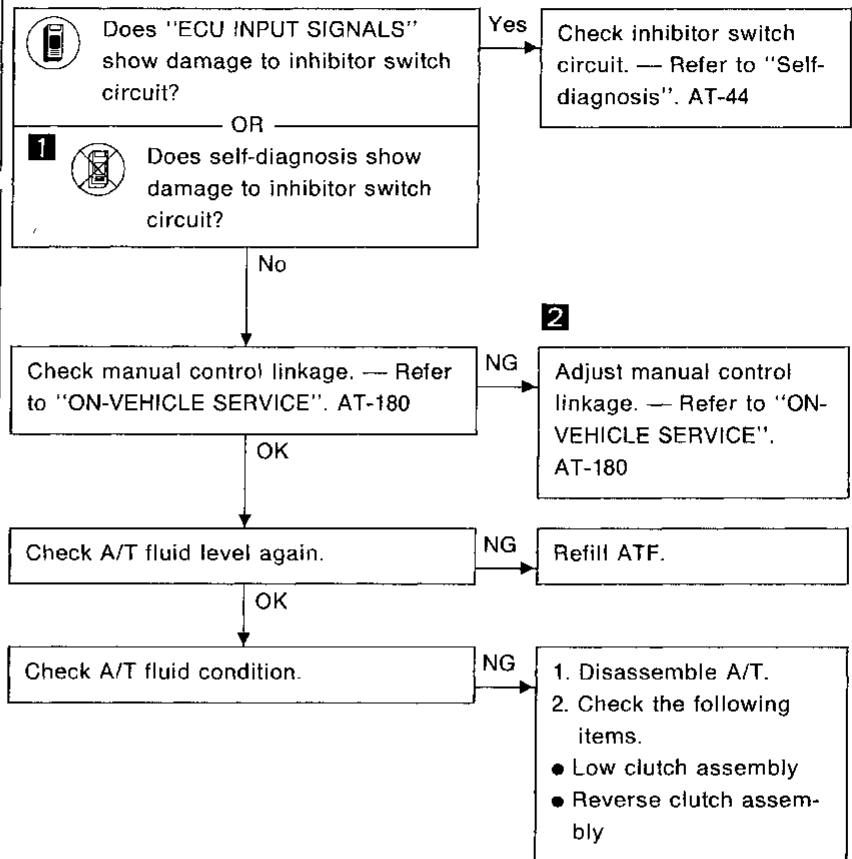 Does "ECU INPUT SIGNALS"
show damage to inhibitor switch
circuit?
Yes
Check inhibitor switch
circuit. — Refer to "Self-
diagnosis". AT-44
OR
1
Does self-diagnosis show
damage to inhibitor switch
circuit?
No
2
Check manual control linkage. — Refer
to "ON-VEHICLE SERVICE". AT-180
NG
Adjust manual control
linkage. — Refer to "ON-
VEHICLE SERVICE".
AT-180
OK
Check A/T fluid level again.
NG
Refill ATF.
OK
Check A/T fluid condition.
NG
1. Disassemble A/T.
2. Check the following
items.
● Low clutch assembly
● Reverse clutch assem-
bly